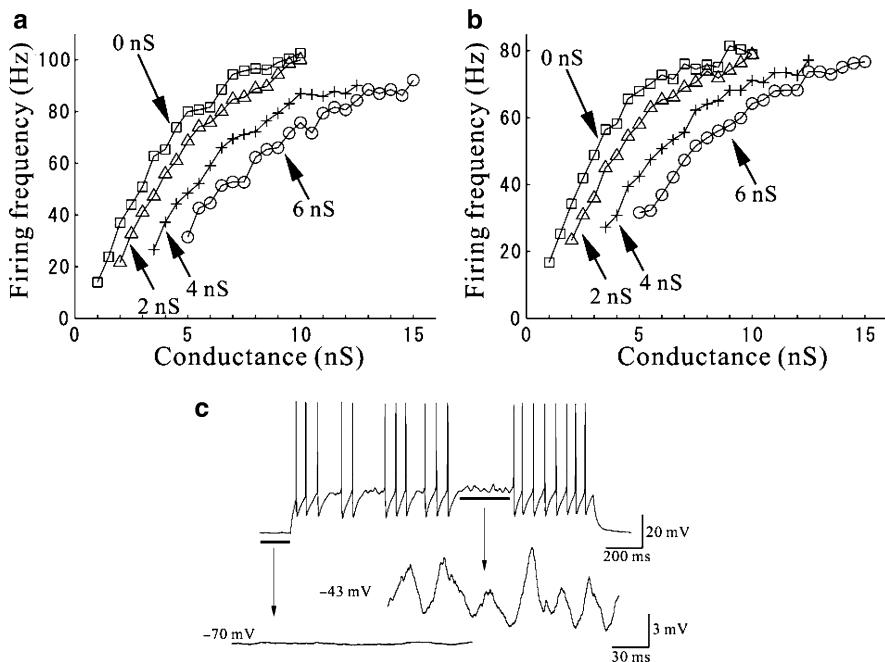 a
Firing frequency (Hz)
100
80
60
40
20
0
0 nS
2 nS
4 nS
6 nS
0
5
10
15
Conductance (nS)
b
Firing frequency (Hz)
80
60
40
20
0
0 nS
2 nS
4 nS
6 nS
0
5
10
15
Conductance (nS)
c
20 mV
200 ms
−43 mV
−70 mV
3 mV
30 ms